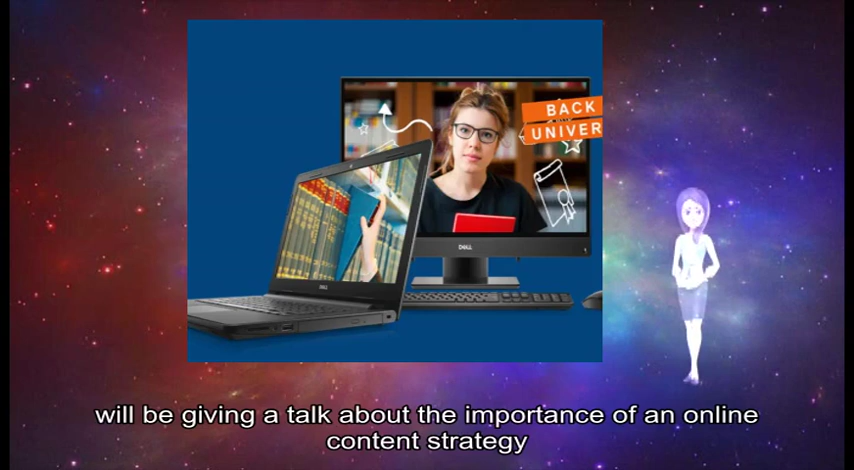 BACK
UNIVER
DELL
DELL
will be giving a talk about the importance of an online
content strategy